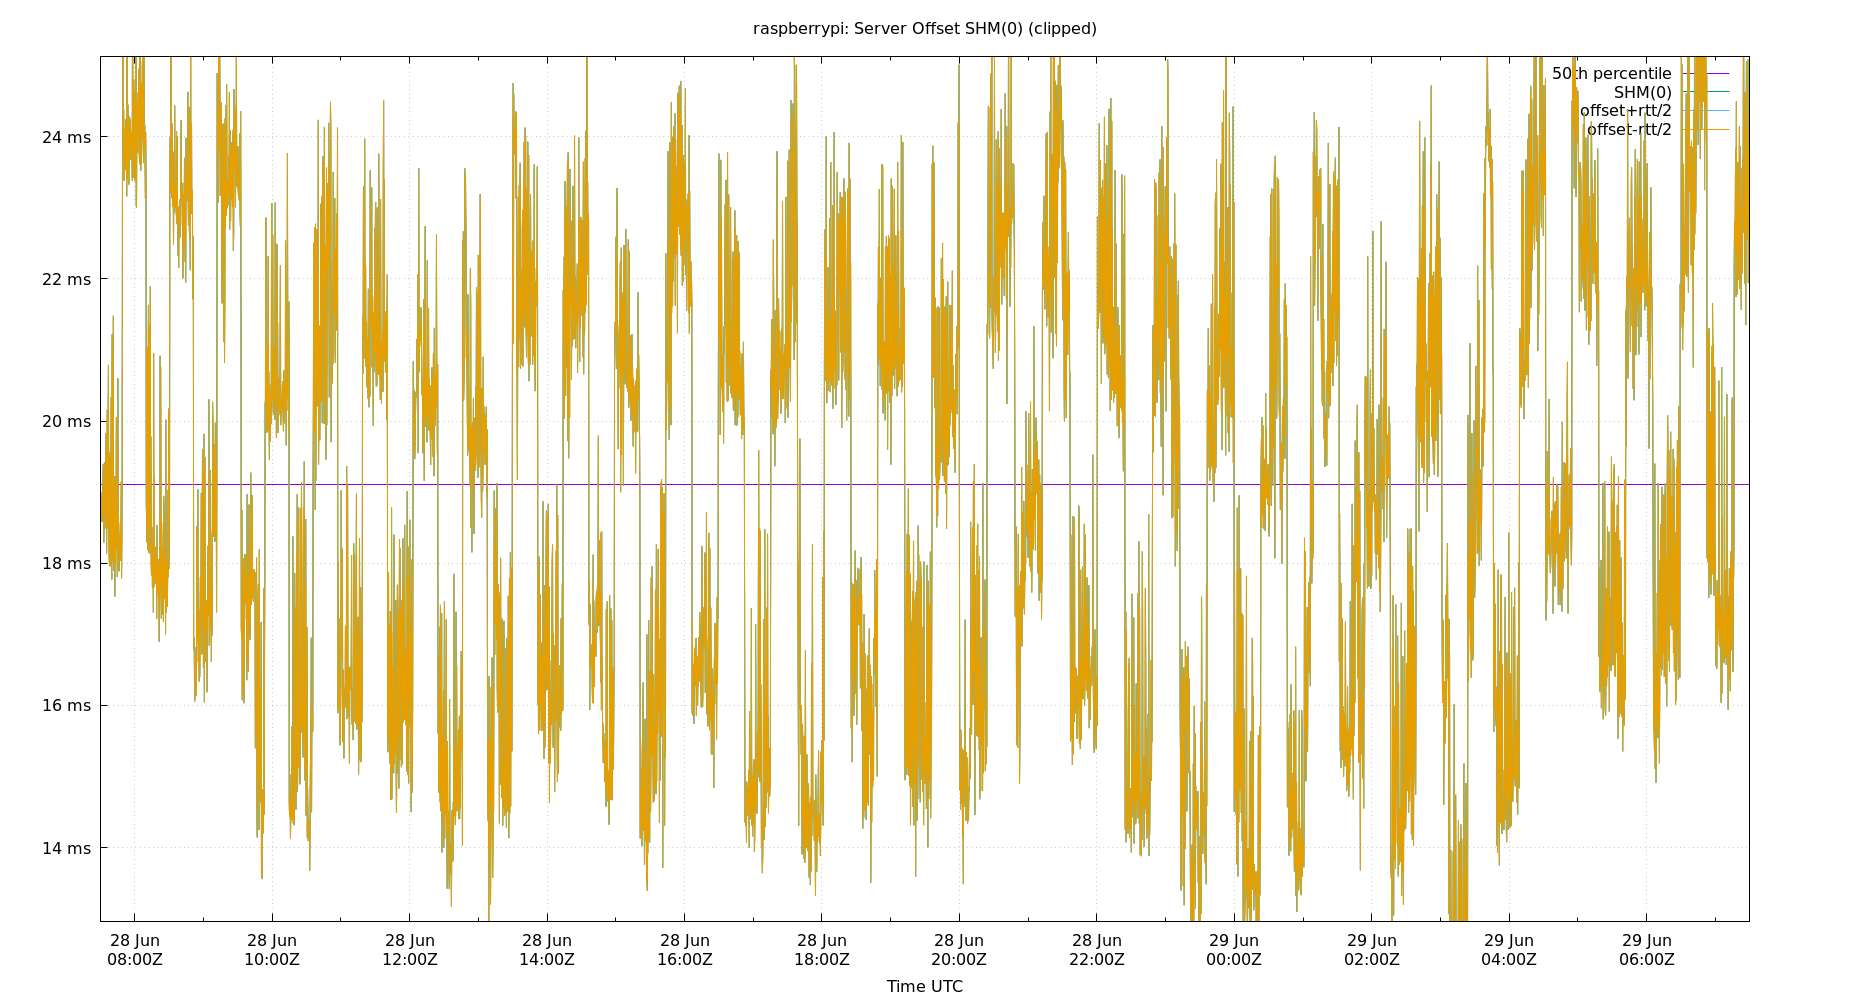 raspberrypi: Server Offset SHM(0) (clipped)
50th percentile
SHM(0)
offset+rtt/2
offset-rtt/2
24 ms
22 ms
20 ms
18 ms
16 ms
14 ms
28 Jun 28 Jun 28 Jun 28 Jun 28 Jun 28 Jun 28 Jun 28 Jun 29 Jun 29 Jun 29 Jun 29 Jun
08:00Z 10:00Z 12:00Z 14:00Z 16:00Z 18:00Z 20:00Z 22:00Z 00:00Z 02:00Z 04:00Z 06:00Z
Time UTC